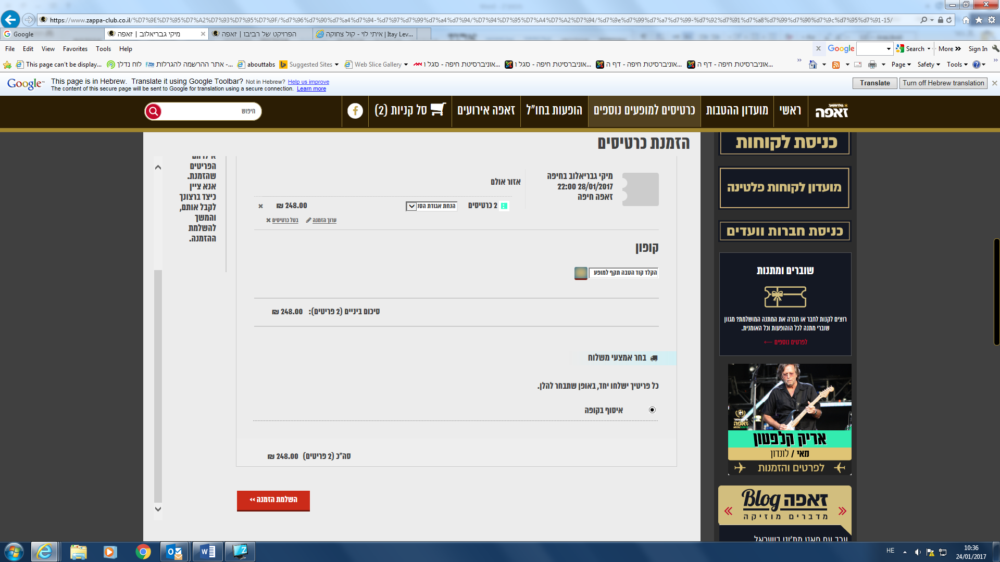 https://www.zappa-club.co.il/%D7%9E%D7%95%D7%A2%D7%93%D7%95%D7%9F/%d7%96%d7%90%d7%a4%d7%94-%d7%97%d7%99%d7%a4%d7%94/%D7%94%D7%95%D7%A4%D7%A2%D7%94/%d7%9e%d7%99%d7%a7%d7%99-%d7%92%d7%91%d7%a8%d7%99%d7%90%d7%9c%d7%95%d7%91-15/
Google
מיקי גבריאלוב | זאפה
הפרויקט של רביבו | זאפה
איתי לוי - קול צחוקה | Itay Lev...
File Edit View Favorites Tools Help
Google Search More >> Sign In
This page can't be display...
לוח נדלן
אתר ההרשמה להגרלות -...
abouttabs
Suggested Sites
Web Slice Gallery
אוניברסיטת חיפה - סגל ו...
אוניברסיטת חיפה - סגל ו...
אוניברסיטת חיפה - דף ה...
אוניברסיטת חיפה - דף ה...
Page Safety Tools
Google This page is in Hebrew. Translate it using Google Toolbar? Not in Hebrew? Help us improve
The content of this secure page will be sent to Google for translation using a secure connection. Learn more
Translate
Turn off Hebrew translation
זאפה
ראשי
מועדון ההטבות
כרטיסים למופעים נוספים
הופעות בחו"ל
זאפה אירועים
סל קניות (2)
חיפוש
הזמנת כרטיסים
הפריטים
שהזמנת.
אנא ציין
כיצד ברצונך
לקבל אותם,
והמשך
להשלמת
ההזמנה.
מיקי גבריאלוב בחיפה
22:00 28/01/2017
זאפה חיפה
אזור אולם
2 כרטיסים
הנחת אגודת הסנ
248.00 ₪
ערוך הזמנה
בטל כרטיסים
קופון
הקלד קוד הטבה תקף למופע
סיכום ביניים (2 פריטים): 248.00 ₪
בחר אמצעי משלוח
כל פריטיך ישלחו יחד, באופן שתבחר להלן.
איסוף בקופה
סה"כ (2 פריטים) 248.00 ₪
השלמת הזמנה >>
כניסת לקוחות
מועדון לקוחות פלטינה
כניסת חברות וועדים
שוברים ומתנות
רוצים לקנות לחבר או חברה את המתנה המושלמת? מגוון
שוברי מתנה לכל הוהופעות וכל האומנית.
לפרטים נוספים
זאפה
אריק קלפטון
מאי / לונדון
לפרטים והזמנות
זאפה Blog
מדברים מוזיקה
HE
10:36
24/01/2017